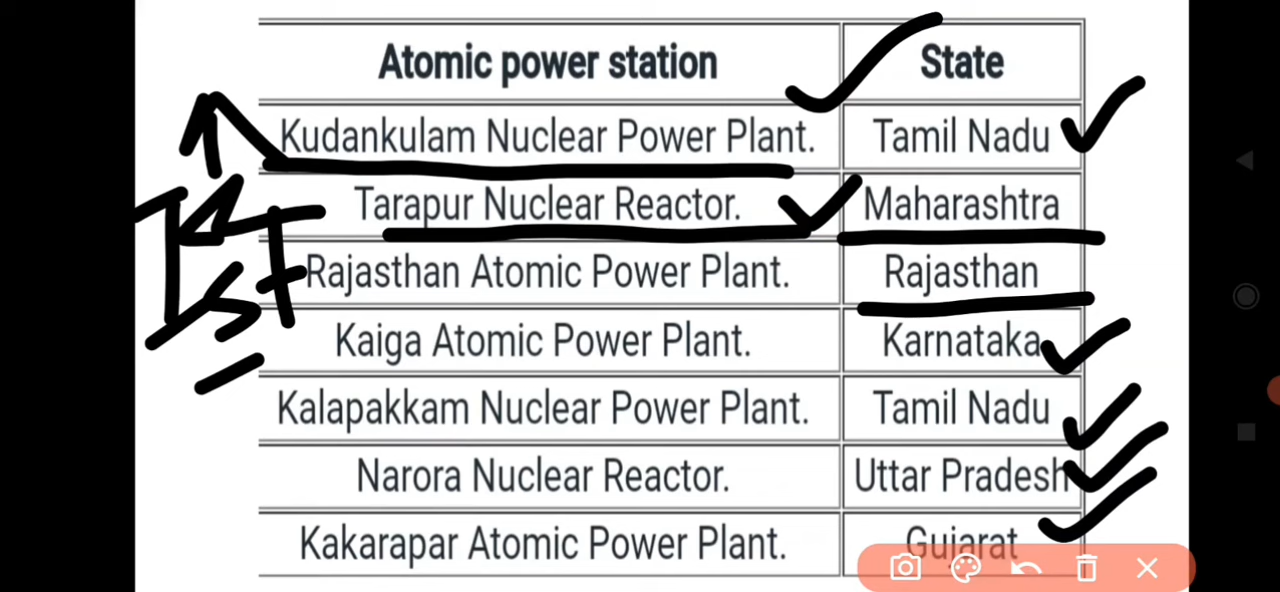 Atomic power station State
Kudankulam Nuclear Power Plant. Tamil Nadu
Tarapur Nuclear Reactor. Maharashtra
Rajasthan Atomic Power Plant. Rajasthan
Kaiga Atomic Power Plant. Karnataka
Kalapakkam Nuclear Power Plant. Tamil Nadu
Narora Nuclear Reactor. Uttar Pradesh
Kakarapar Atomic Power Plant. Gujarat